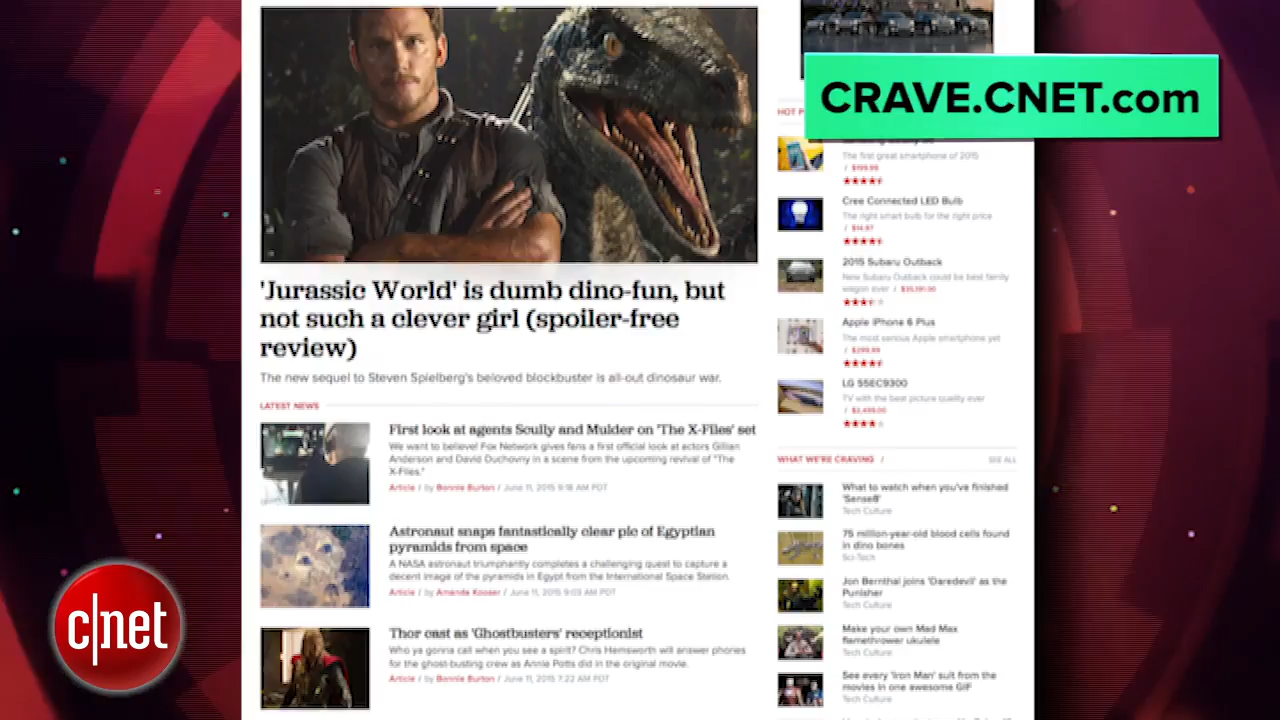 CRAVE.CNET.com
'Jurassic World' is dumb dino-fun, but
not such a clever girl (spoiler-free
review)
The new sequel to Steven Spielberg's beloved blockbuster is all-out dinosaur war.
LATEST NEWS
First look at agents Scully and Mulder on 'The X-Files' set
We want to believe! Fox Network gives fans a first official look at actors Gillian
Anderson and David Duchovny in a scene from the upcoming revival of "The
X-Files."
Article / by Bonnie Burton / June 11, 2015 9:18 AM PDT
Astronaut snaps fantastically clear pic of Egyptian
pyramids from space
A NASA astronaut triumphantly completes a challenging quest to capture a
decent image of the pyramids in Egypt from the International Space Station.
Article / by Amanda Kooser / June 11, 2015 9:03 AM PDT
Thor cast as 'Ghostbusters' receptionist
Who ya gonna call when you see a spirit? Chris Hemsworth will answer phones
for the ghost-busting crew as Annie Potts did in the original movie.
Article / by Bonnie Burton / June 11, 2015 7:22 AM PDT
HOT
The first great smartphone of 2015
/ $199.99
Cree Connected LED Bulb
The right smart bulb for the right price
/ $14.97
2015 Subaru Outback
New Subaru Outback could be best family
wagon ever /
Apple iPhone 6 Plus
The most serious Apple smartphone yet
/ $299.99
LG 55EC9300
TV with the best picture quality ever
/ $3,499.00
WHAT WE'RE CRAVING /
SEE ALL
What to watch when you've finished
'Sense8'
Tech Culture
75 million-year-old blood cells found
in dino bones
Sci-Tech
Jon Bernthal joins 'Daredevil' as the
Punisher
Tech Culture
Make your own Mad Max
flamethrower ukulele
Tech Culture
See every 'Iron Man' suit from the
movies in one awesome GIF
Tech Culture
c|net